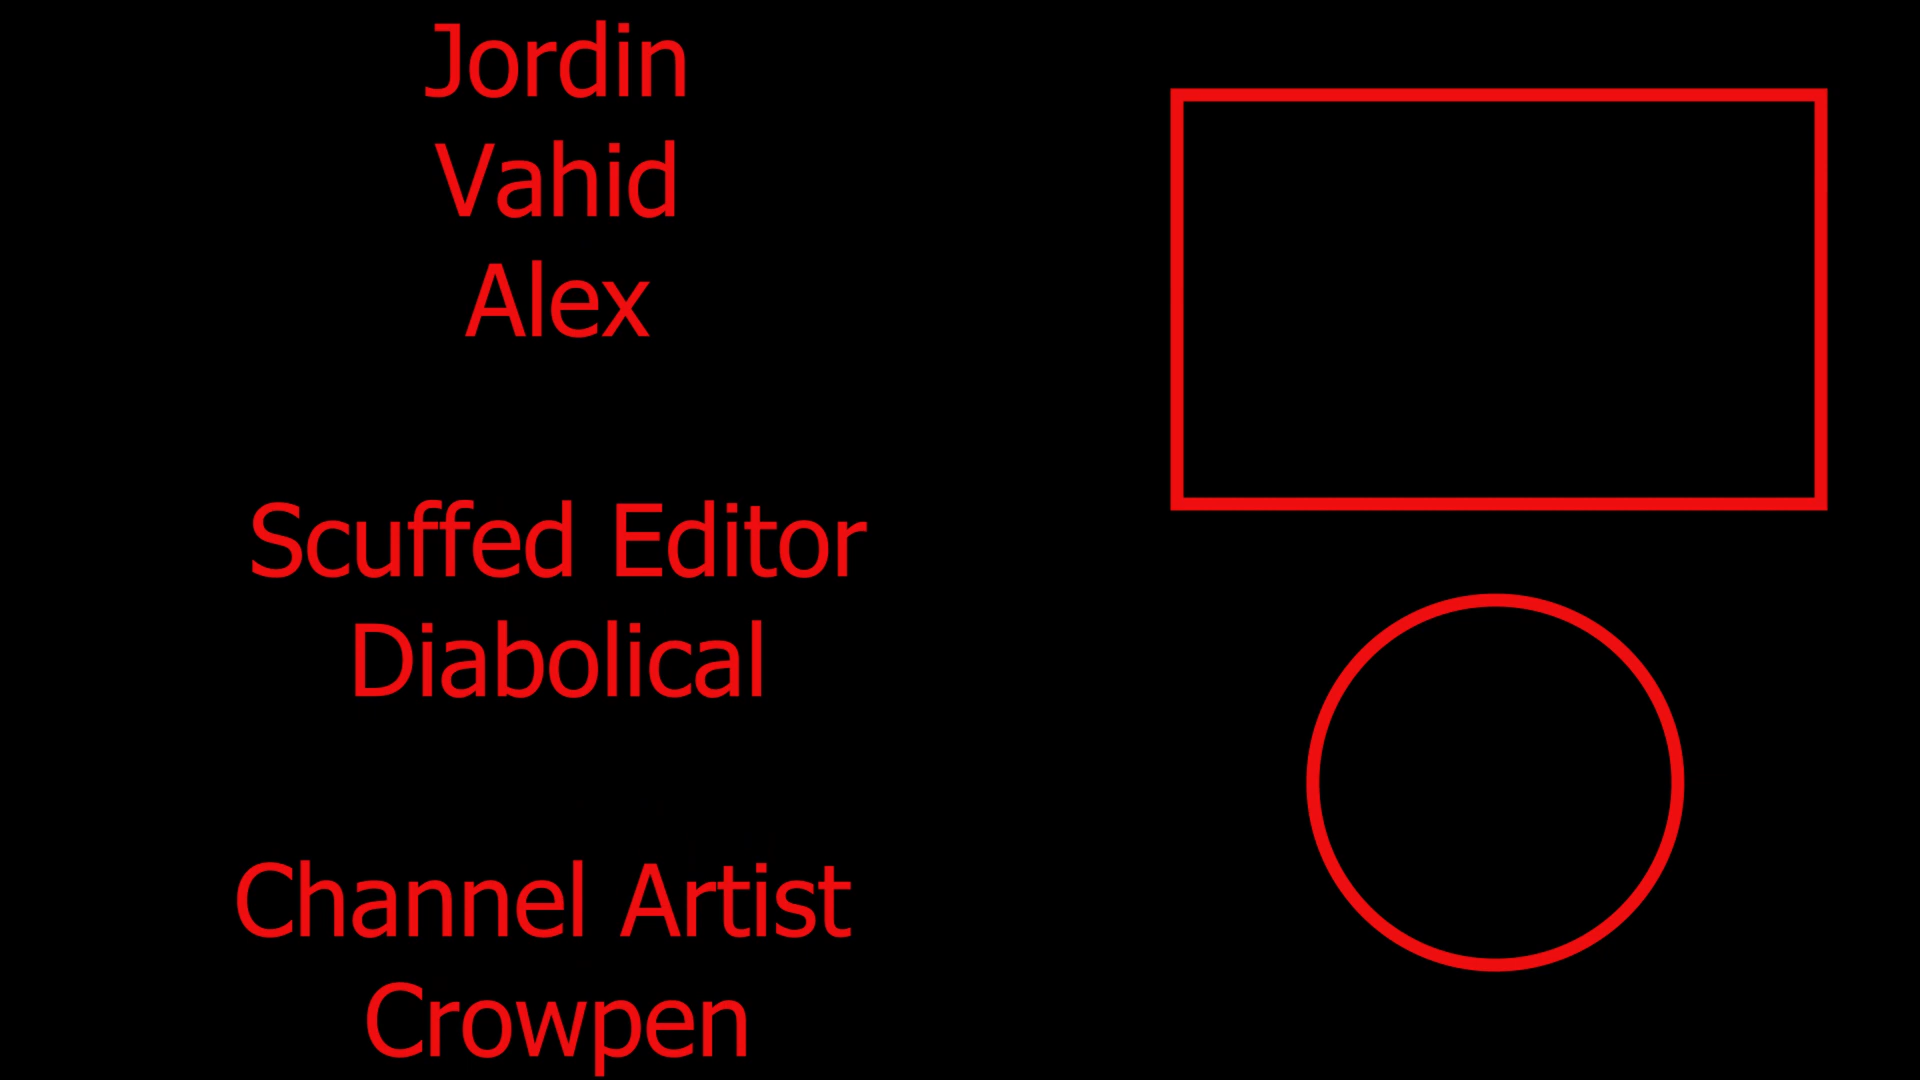 Jordin
Vahid
Alex
Scuffed Editor
Diabolical
Channel Artist
Crowpen